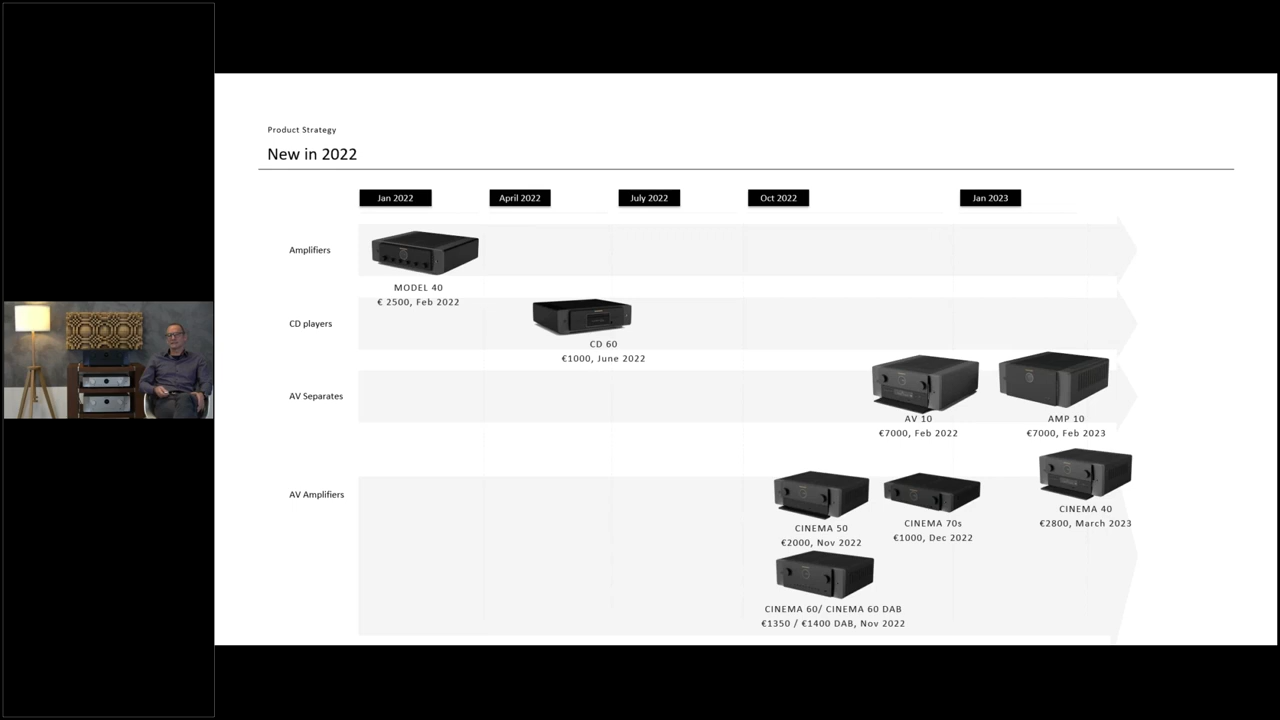 Product Strategy
New in 2022
Jan 2022
April 2022
July 2022
Oct 2022
Jan 2023
Amplifiers
MODEL 40
€ 2500, Feb 2022
CD players
CD 60
€1000, June 2022
AV Separates
AV 10
€7000, Feb 2022
AMP 10
€7000, Feb 2023
AV Amplifiers
CINEMA 50
€2000, Nov 2022
CINEMA 70s
€1000, Dec 2022
CINEMA 40
€2800, March 2023
CINEMA 60/ CINEMA 60 DAB
€1350 / €1400 DAB, Nov 2022